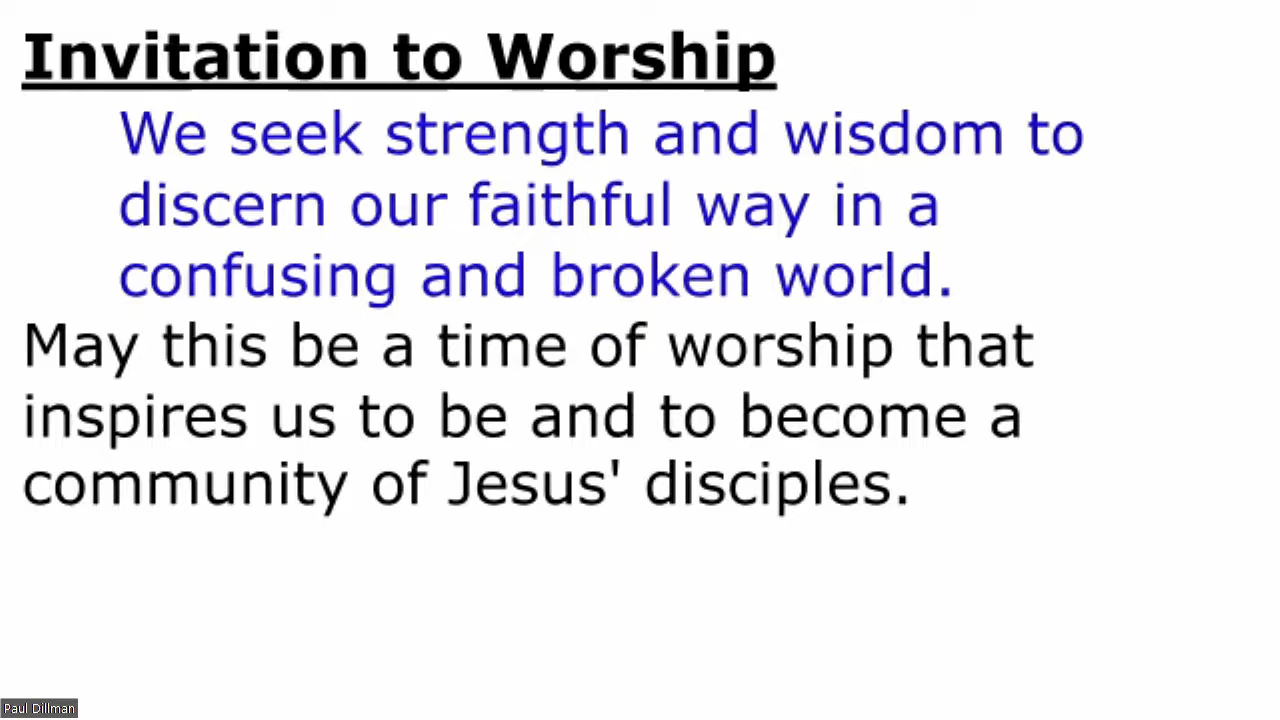 Invitation to Worship
We seek strength and wisdom to
discern our faithful way in a
confusing and broken world.
May this be a time of worship that
inspires us to be and to become a
community of Jesus' disciples.
Paul Dillman